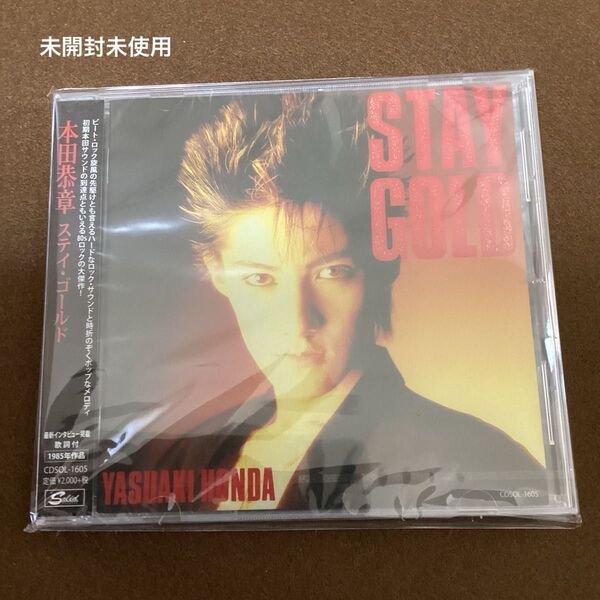 未開封未使用
STAY
GOLD
ビート・ロック旋風の先駆けとも言えるハードなロック・サウンドと時折のぞくポップなメロディ
初期本田サウンドの到達点ともいえる80sロックの大傑作!
本田恭章 ステイ・ゴールド
最新インタビュー掲載
歌詞付
1985年作品
CDSOL-1605
定価 ¥2,000+税
Solid
YASUAKI HONDA
CDSOL-1605